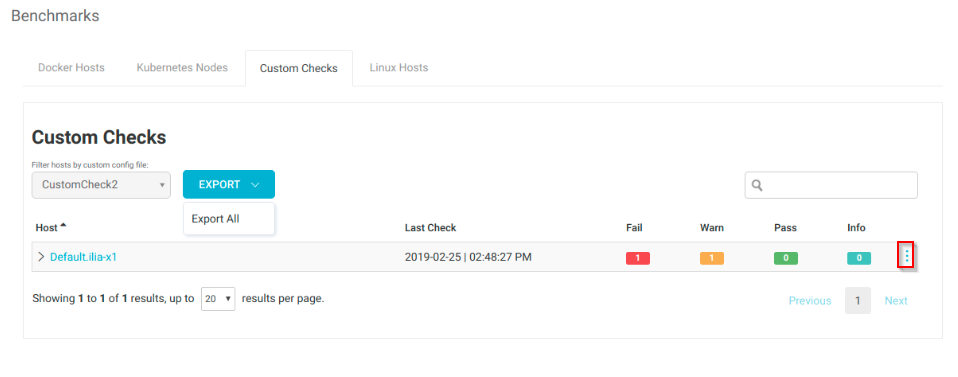 Benchmarks
Docker Hosts Kubernetes Nodes Custom Checks Linux Hosts
Custom Checks
Filter hosts by custom config file:
CustomCheck2 EXPORT
Export All
Host Last Check Fail Warn Pass Info
Default.ilia-x1 2019-02-25 | 02:48:27 PM 1 1 0 0
Showing 1 to 1 of 1 results, up to 20 results per page.
Previous 1 Next